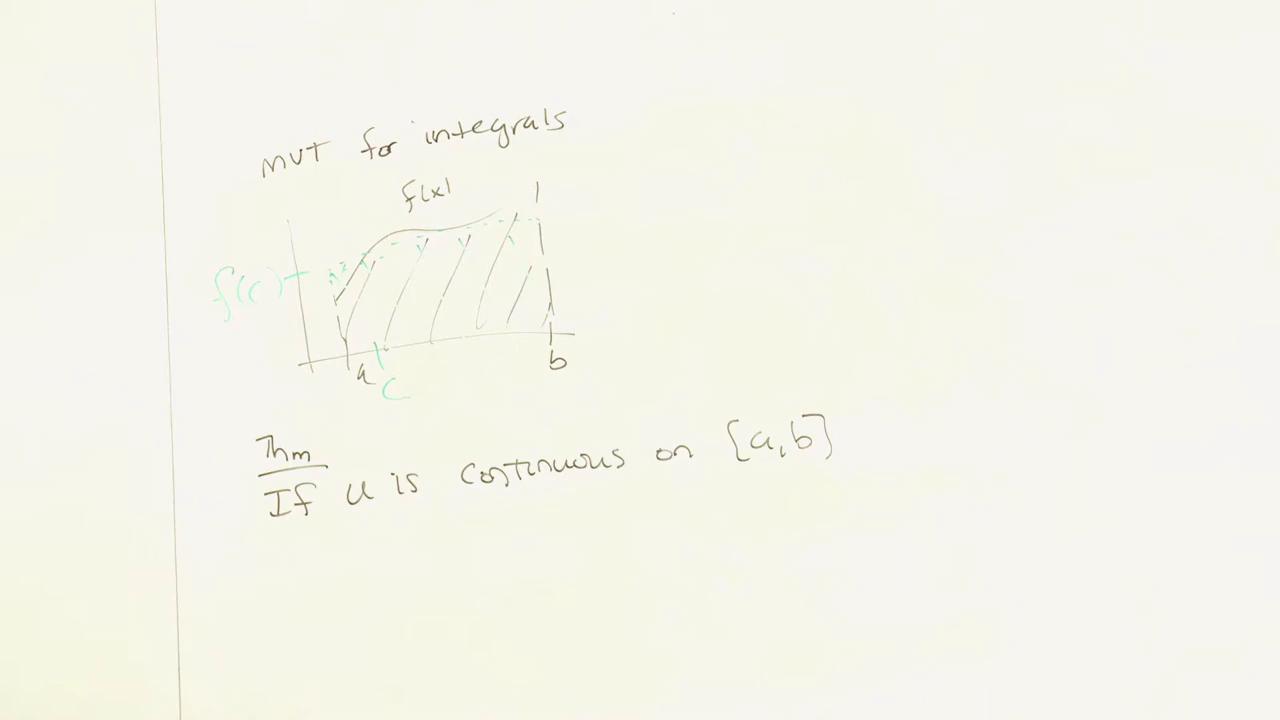 MVT for integrals
f(x)
f(c)
a
b
c
Thm
If u is continuous on [a,b]